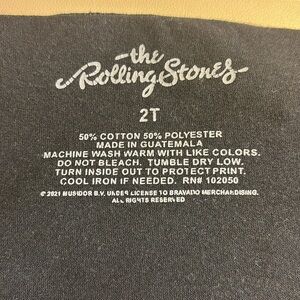 the
Rolling Stones
2T
50% COTTON 50% POLYESTER
MADE IN GUATEMALA
MACHINE WASH WARM WITH LIKE COLORS.
DO NOT BLEACH. TUMBLE DRY LOW.
TURN INSIDE OUT TO PROTECT PRINT.
COOL IRON IF NEEDED. RN# 102050
© 2021 MUSIDOR B.V. UNDER LICENSE TO BRAVADO MERCHANDISING.
ALL RIGHTS RESERVED